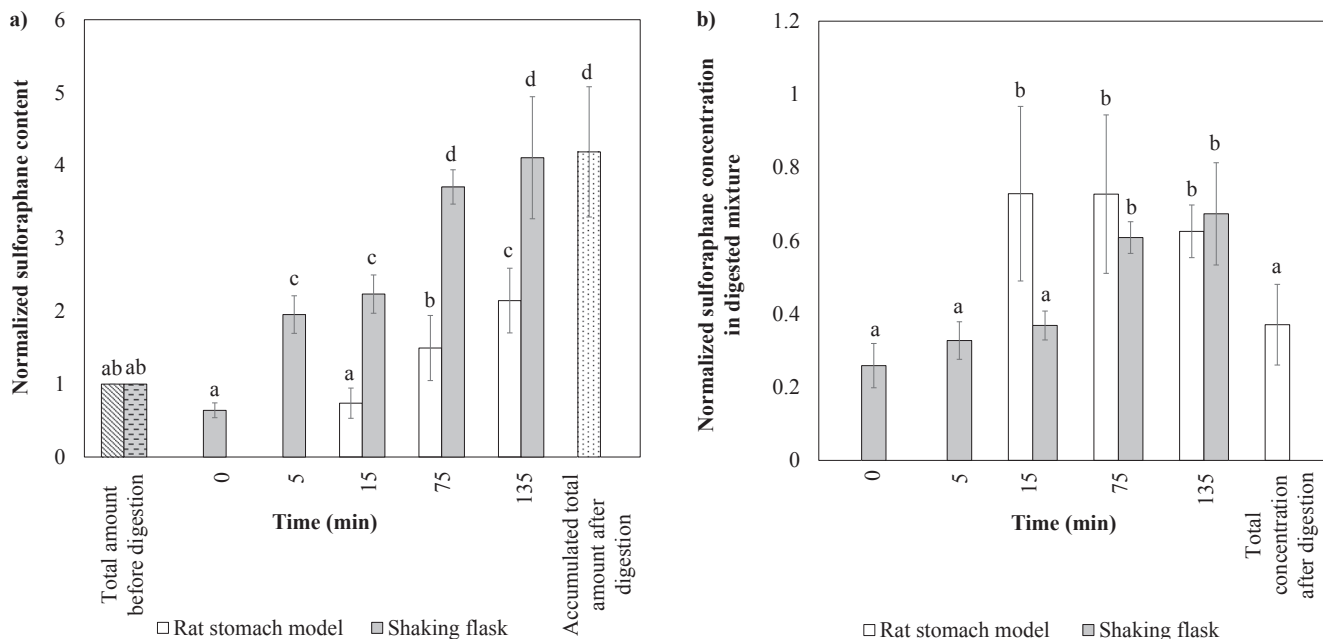 a)
Normalized sulforaphane content
6
5
4
3
2
1
0
ab
ab
a
c
a
c
b
d
c
d
d
Total amount
before digestion
0
5
15
75
135
Accumulated total
amount after
digestion
Time (min)
Rat stomach model
Shaking flask
b)
Normalized sulforaphane concentration
in digested mixture
1.2
1
0.8
0.6
0.4
0.2
0
a
a
b
a
b
b
b
b
a
0
5
15
75
135
Total
concentration
after digestion
Time (min)
Rat stomach model
Shaking flask